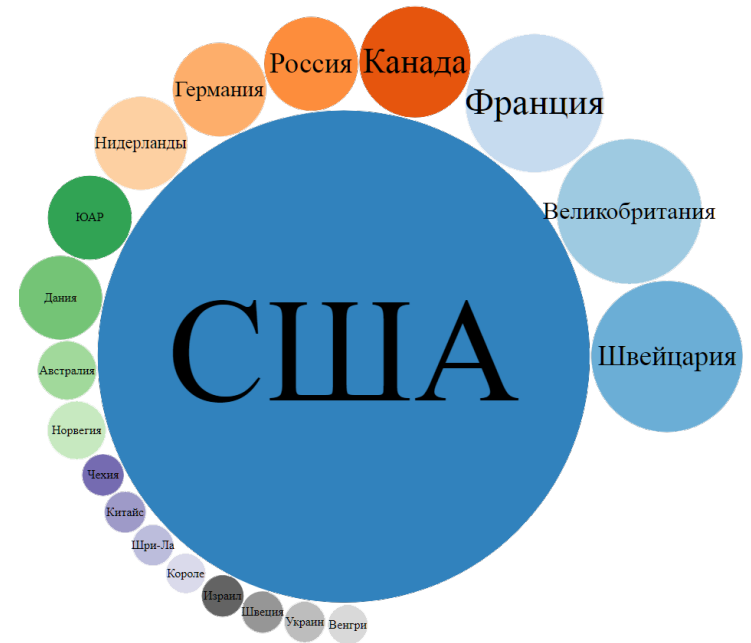 Россия
Канада
Германия
Франция
Нидерланды
Великобритания
ЮАР
Дания
США
Швейцария
Австралия
Норвегия
Чехия
Китайс
Шри-Ла
Короле
Израил
Швеция
Украин
Венгри